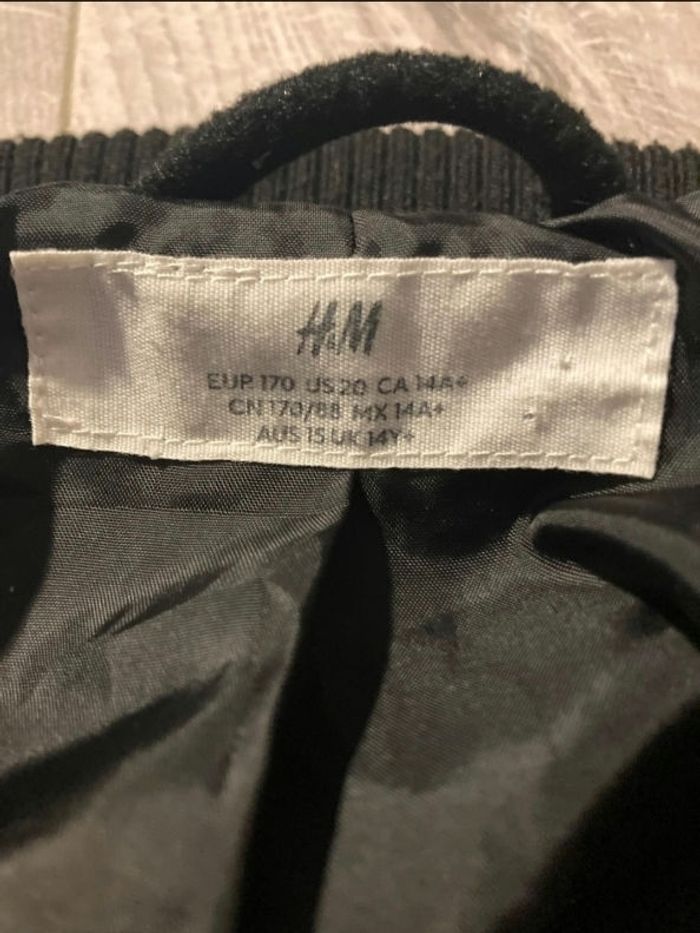 H&M
EUR 170 US 20 CA 14A+
CN 170/88 MX 14A+
AUS 15 UK 14Y+